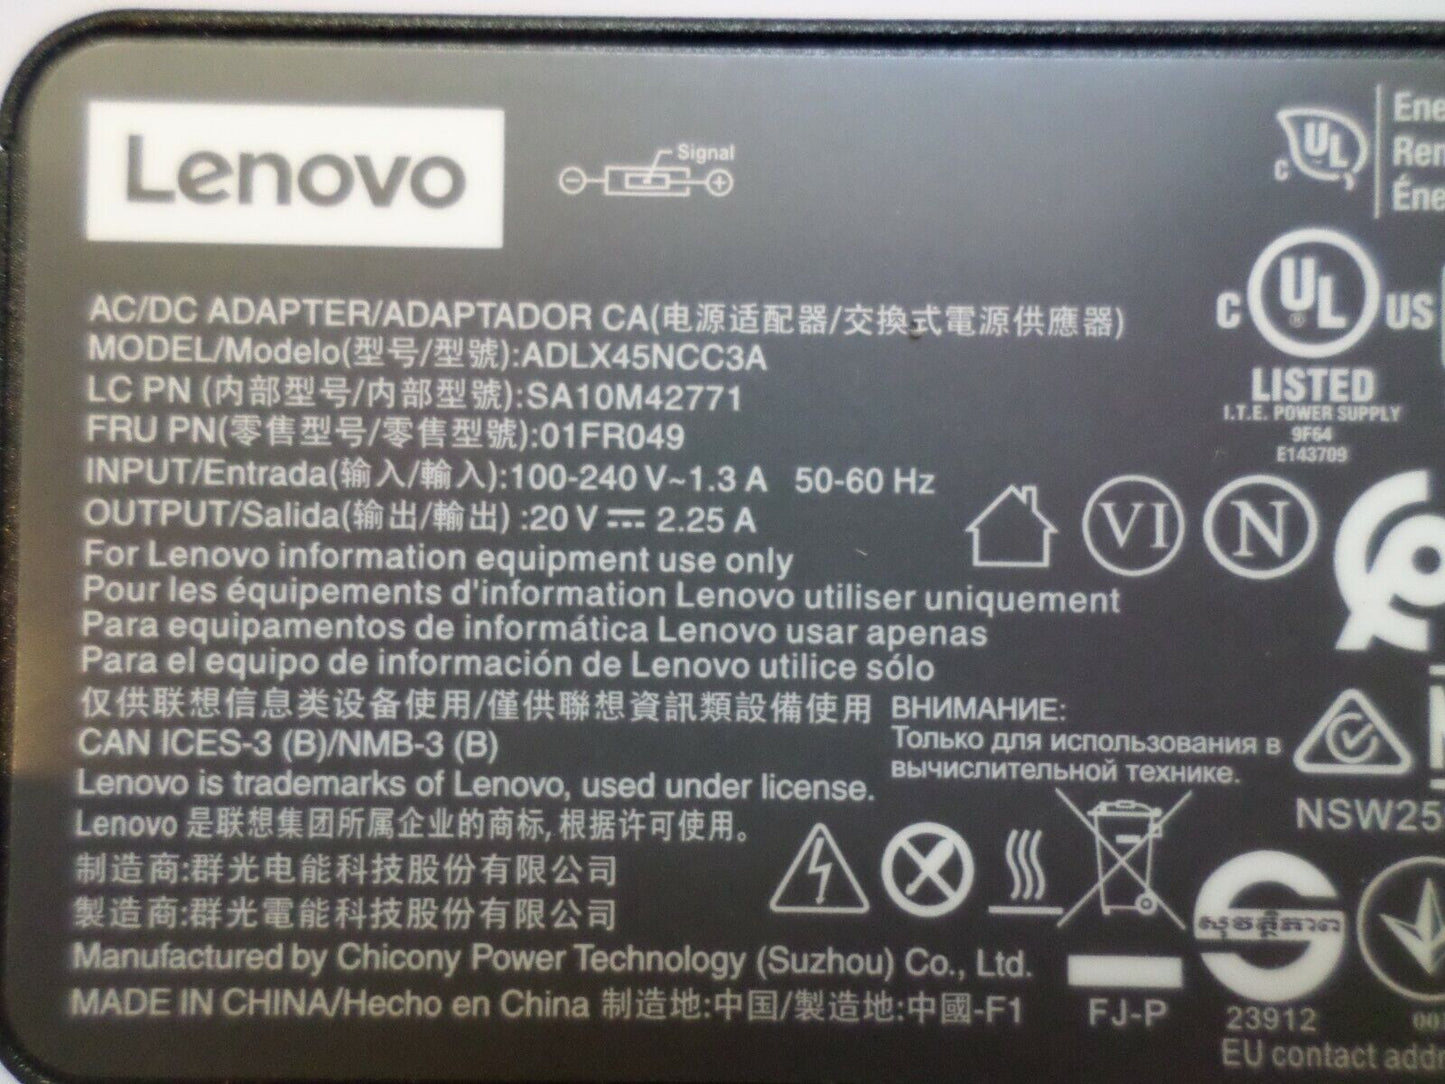 Lenovo
Signal
AC/DC ADAPTER/ADAPTADOR CA(电源适配器/交換式電源供應器)
MODEL/Modelo(型号/型號):ADLX45NCC3A
LC PN (内部型号/內部型號):SA10M42771
FRU PN(零售型号/零售型號):01FR049
INPUT/Entrada(输入/輸入):100-240 V~1.3 A 50-60 Hz
OUTPUT/Salida(输出/輸出) :20 V ⎓ 2.25 A
For Lenovo information equipment use only
Pour les équipements d'information Lenovo utiliser uniquement
Para equipamentos de informática Lenovo usar apenas
Para el equipo de información de Lenovo utilice sólo
仅供联想信息类设备使用/僅供聯想資訊類設備使用
CAN ICES-3 (B)/NMB-3 (B)
Lenovo is trademarks of Lenovo, used under license.
Lenovo 是联想集团所属企业的商标,根据许可使用。
制造商:群光电能科技股份有限公司
製造商:群光電能科技股份有限公司
Manufactured by Chicony Power Technology (Suzhou) Co., Ltd.
MADE IN CHINA/Hecho en China 制造地:中国/製造地:中國-F1
ВНИМАНИЕ:
Только для использования в
вычислительной технике.
c UL
Ene
Ren
Éne
C UL US
®
LISTED
I.T.E. POWER SUPPLY
9F64
E143709
VI
N
NSW25
FJ-P
23912
EU contact addr